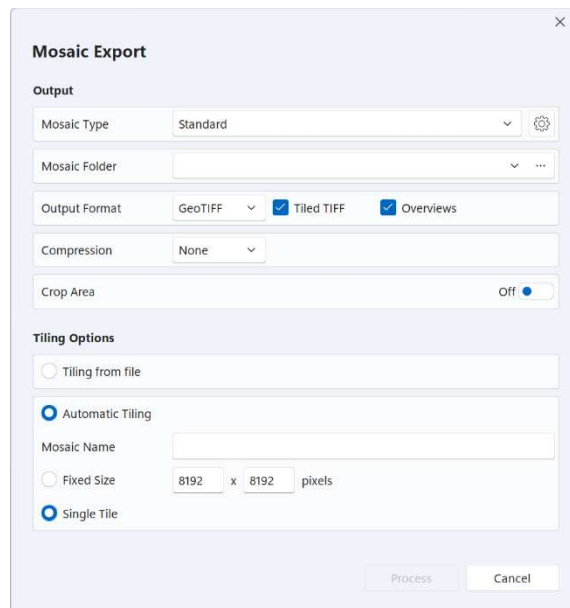 Mosaic Export
Output
Mosaic Type Standard
Mosaic Folder ...
Output Format GeoTIFF Tiled TIFF Overviews
Compression None
Crop Area Off
Tiling Options
Tiling from file
Automatic Tiling
Mosaic Name
Fixed Size 8192 x 8192 pixels
Single Tile
Process Cancel